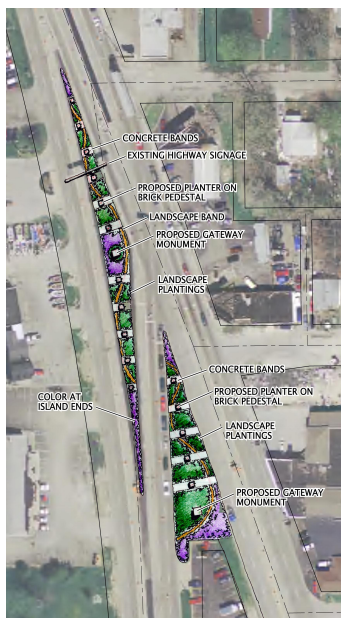 CONCRETE BANDS
EXISTING HIGHWAY SIGNAGE
PROPOSED PLANTER ON
BRICK PEDESTAL
LANDSCAPE BAND
PROPOSED GATEWAY
MONUMENT
LANDSCAPE
PLANTINGS
CONCRETE BANDS
COLOR AT
ISLAND ENDS
PROPOSED PLANTER ON
BRICK PEDESTAL
LANDSCAPE
PLANTINGS
PROPOSED GATEWAY
MONUMENT